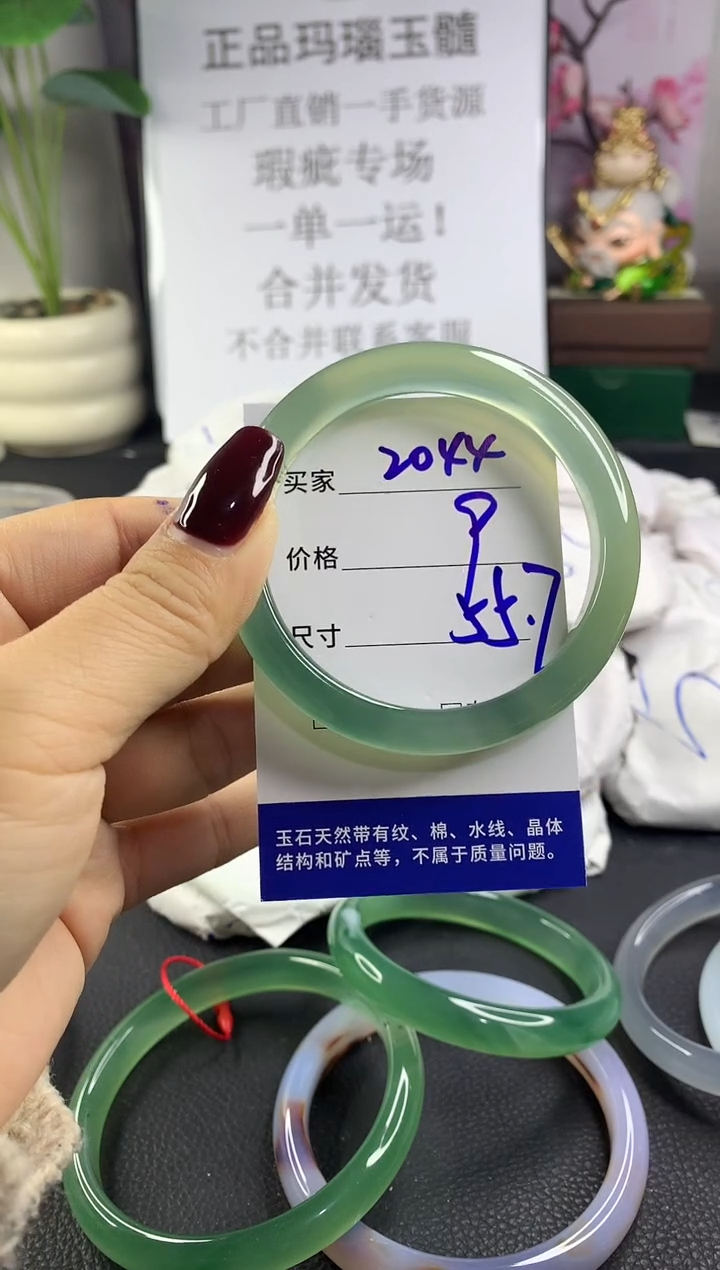 正品玛瑙玉髓
工厂直销一手货源
瑕疵专场
一单一运!
合并发货
不合并联系客服
买家 2044
价格
尺寸 55.7
玉石天然带有纹、棉、水线、晶体
结构和矿点等，不属于质量问题。